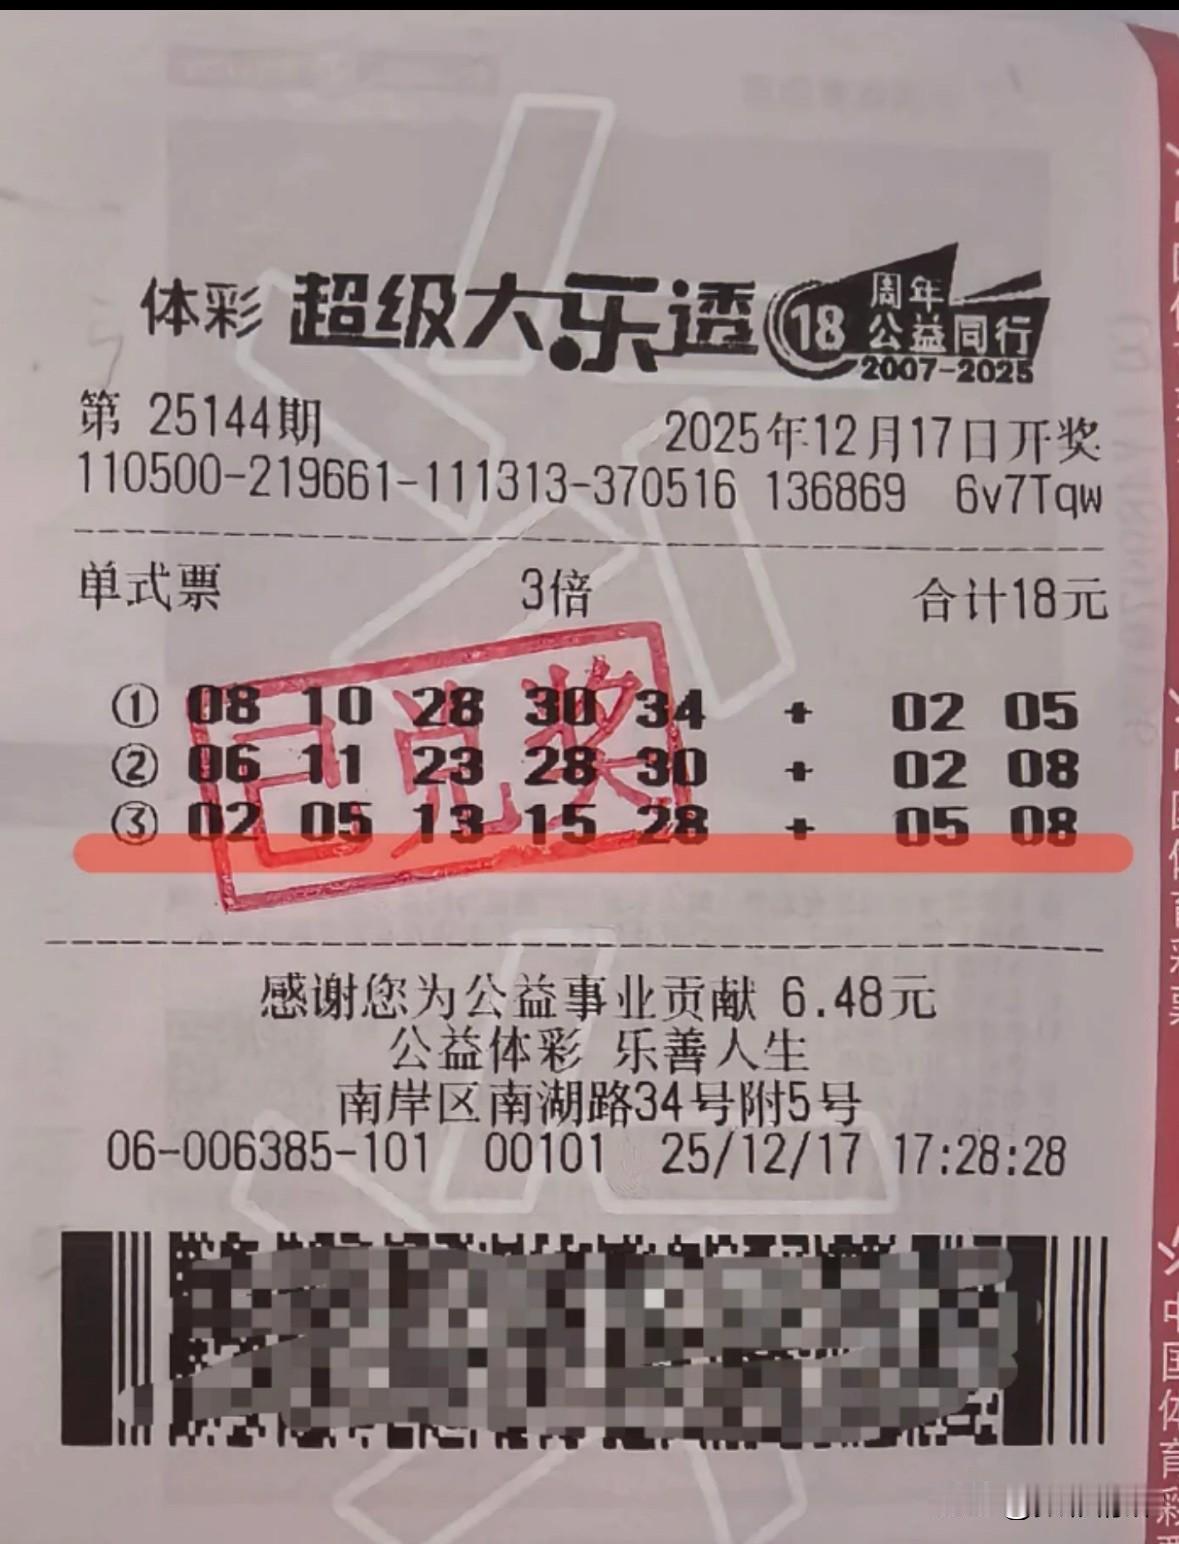 体彩 超级大乐透 18 周年 公益同行 2007-2025
第 25144期 2025年12月17日开奖
110500-219661-111313-370516 136869 6v7Tqw
单式票 3倍 合计18元
① 08 10 28 30 34 + 02 05
② 06 11 23 28 30 + 02 08
③ 02 05 13 15 28 + 05 08
已兑奖
感谢您为公益事业贡献 6.48元
公益体彩 乐善人生
南岸区南湖路34号附5号
06-006385-101 00101 25/12/17 17:28:28
中国体育彩